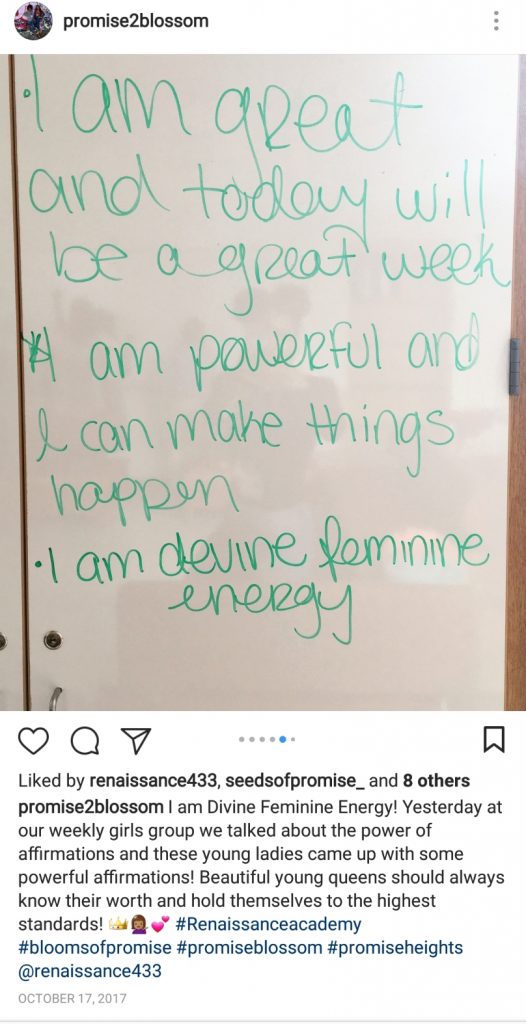 promise2blossom
• I am great
and today will
be a great week
I am powerful and
I can make things
happen
• I am devine feminine
energy
Liked by renaissance433, seedsofpromise_ and 8 others
promise2blossom I am Divine Feminine Energy! Yesterday at
our weekly girls group we talked about the power of
affirmations and these young ladies came up with some
powerful affirmations! Beautiful young queens should always
know their worth and hold themselves to the highest
standards! 👑💆🏽‍♀️💕 #Renaissanceacademy
#bloomsofpromise #promiseblossom #promiseheights
@renaissance433
OCTOBER 17, 2017